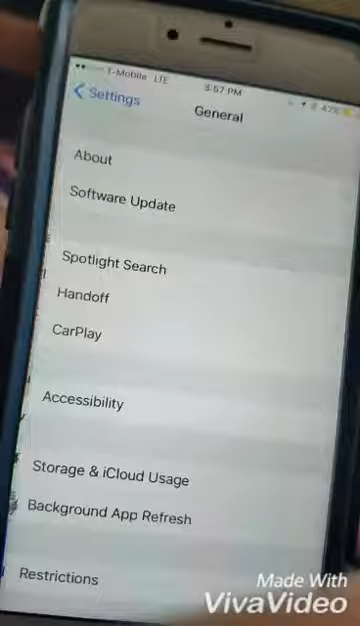 T-Mobile LTE 3:57 PM 42%
Settings
General
About
Software Update
Spotlight Search
Handoff
CarPlay
Accessibility
Storage & iCloud Usage
Background App Refresh
Restrictions
Made With
VivaVideo